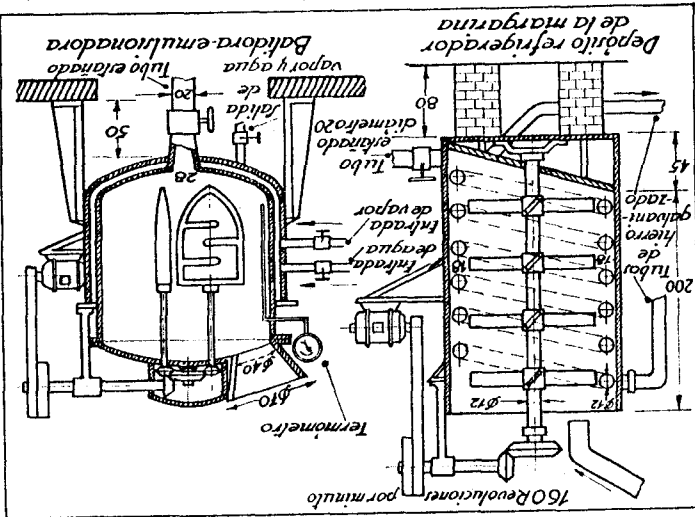 160 Revoluciones por minuto
Termómetro
ϕ70
ϕ40
ϕ12
ϕ12
200
Tubos
de
hierro
galvani-
-zado
18
18
45
Entrada
de agua
Entrada
de vapor
28
Tubo
estañado
diámetro 20
80
Salida
de
vapor y agua
20
Tubo estañado
50
Depósito refrigerador
de la margarina
Batidora-emulsionadora